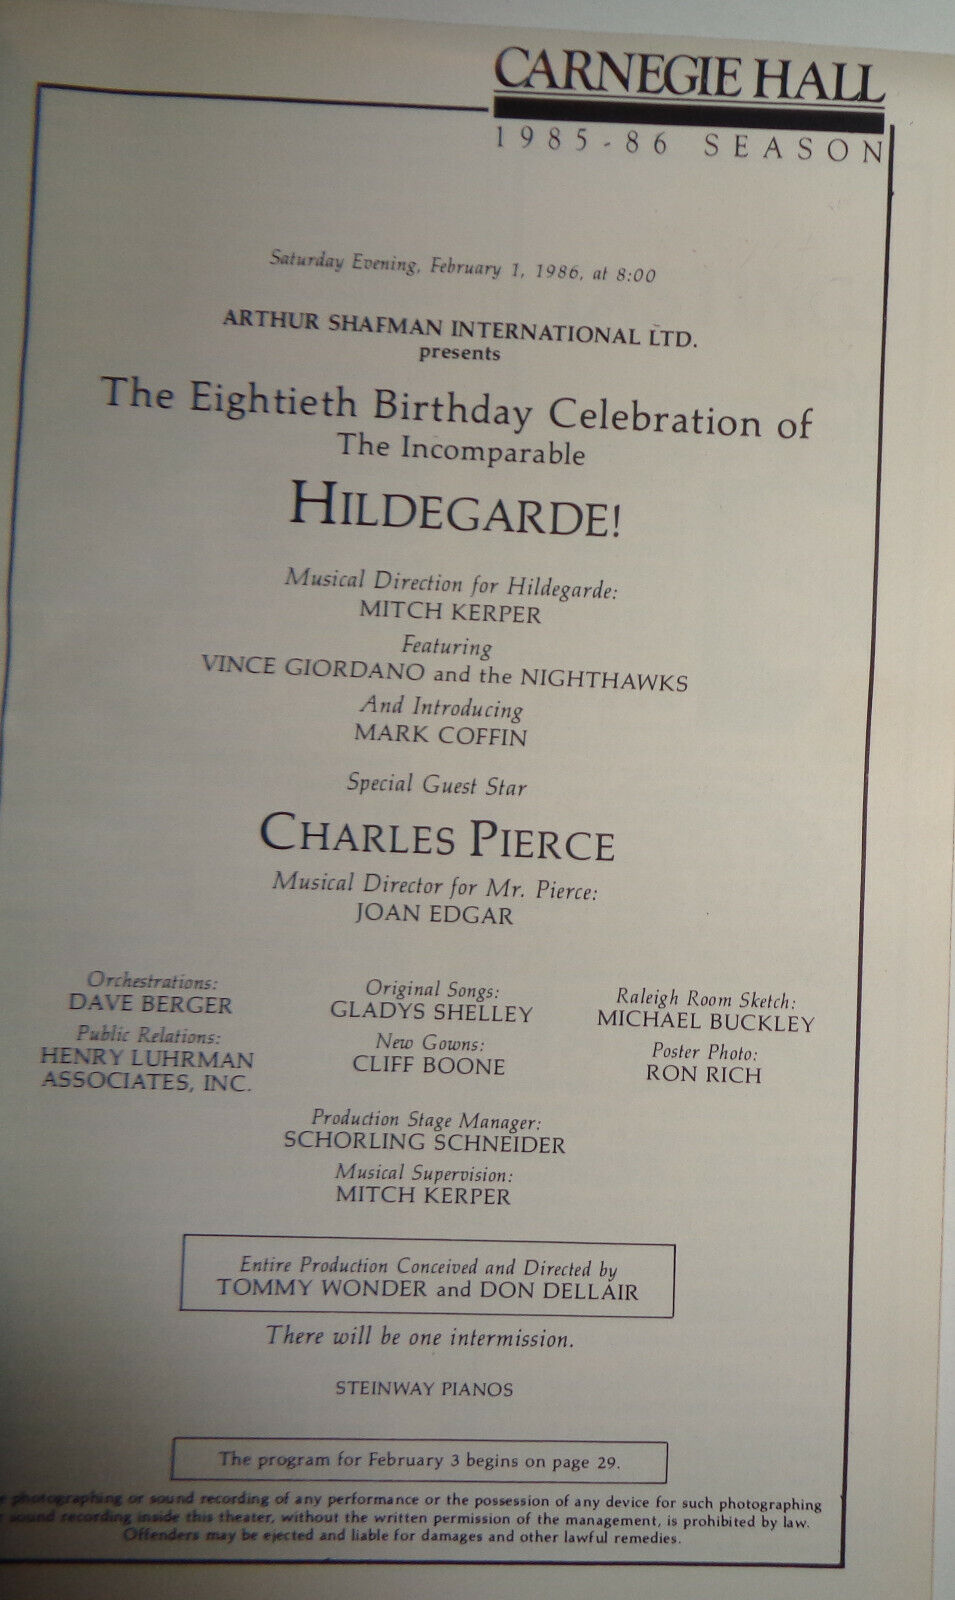 CARNEGIE HALL
1985-86 SEASON
Saturday Evening, February 1, 1986, at 8:00
ARTHUR SHAFMAN INTERNATIONAL LTD.
presents
The Eightieth Birthday Celebration of
The Incomparable
HILDEGARDE!
Musical Direction for Hildegarde:
MITCH KERPER
Featuring
VINCE GIORDANO and the NIGHTHAWKS
And Introducing
MARK COFFIN
Special Guest Star
CHARLES PIERCE
Musical Director for Mr. Pierce:
JOAN EDGAR
Orchestrations:
DAVE BERGER
Public Relations:
HENRY LUHRMAN
ASSOCIATES, INC.
Original Songs:
GLADYS SHELLEY
New Gowns:
CLIFF BOONE
Raleigh Room Sketch:
MICHAEL BUCKLEY
Poster Photo:
RON RICH
Production Stage Manager:
SCHORLING SCHNEIDER
Musical Supervision:
MITCH KERPER
Entire Production Conceived and Directed by
TOMMY WONDER and DON DELLAIR
There will be one intermission.
STEINWAY PIANOS
The program for February 3 begins on page 29.
photographing or sound recording of any performance or the possession of any device for such photographing
sound recording inside this theater, without the written permission of the management, is prohibited by law.
Offenders may be ejected and liable for damages and other lawful remedies.